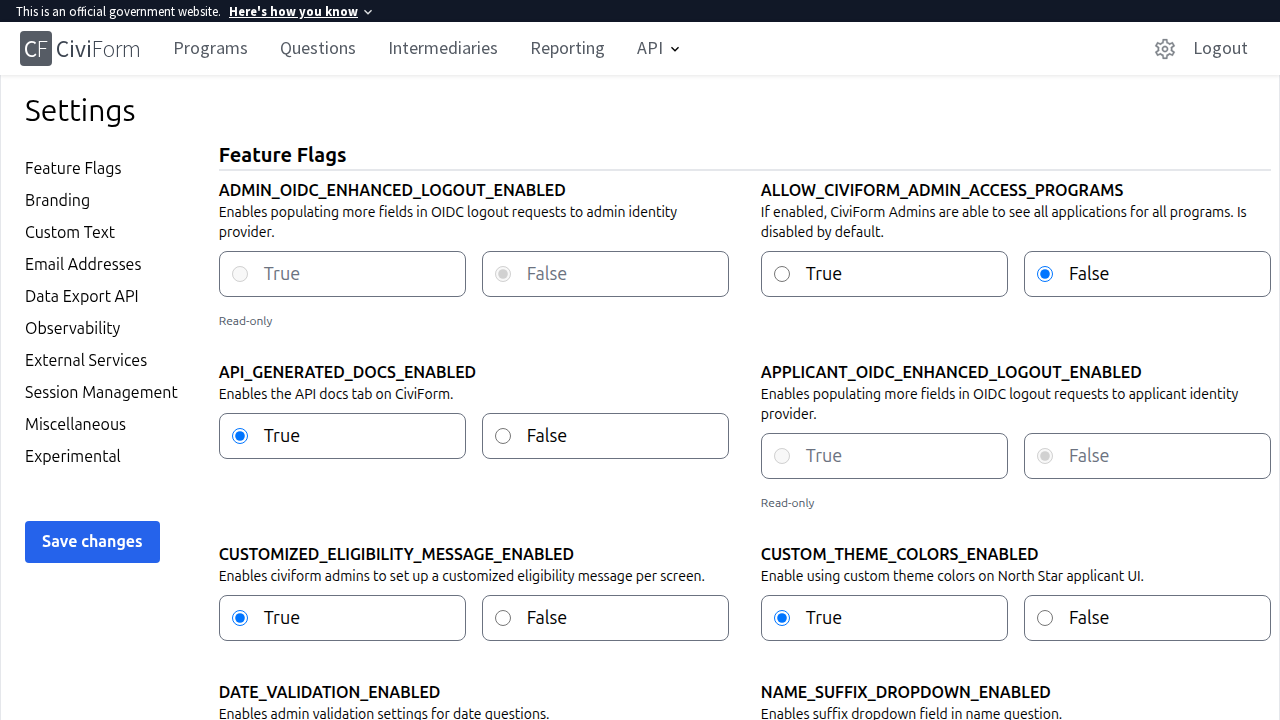 This is an official government website. Here's how you know
CF CiviForm Programs Questions Intermediaries Reporting API Logout
Settings
Feature Flags
Branding
Custom Text
Email Addresses
Data Export API
Observability
External Services
Session Management
Miscellaneous
Experimental
Save changes
Feature Flags
ADMIN_OIDC_ENHANCED_LOGOUT_ENABLED
Enables populating more fields in OIDC logout requests to admin identity
provider.
True False
Read-only
ALLOW_CIVIFORM_ADMIN_ACCESS_PROGRAMS
If enabled, CiviForm Admins are able to see all applications for all programs. Is
disabled by default.
True False
API_GENERATED_DOCS_ENABLED
Enables the API docs tab on CiviForm.
True False
APPLICANT_OIDC_ENHANCED_LOGOUT_ENABLED
Enables populating more fields in OIDC logout requests to applicant identity
provider.
True False
Read-only
CUSTOMIZED_ELIGIBILITY_MESSAGE_ENABLED
Enables civiform admins to set up a customized eligibility message per screen.
True False
CUSTOM_THEME_COLORS_ENABLED
Enable using custom theme colors on North Star applicant UI.
True False
DATE_VALIDATION_ENABLED
Enables admin validation settings for date questions.
NAME_SUFFIX_DROPDOWN_ENABLED
Enables suffix dropdown field in name question.